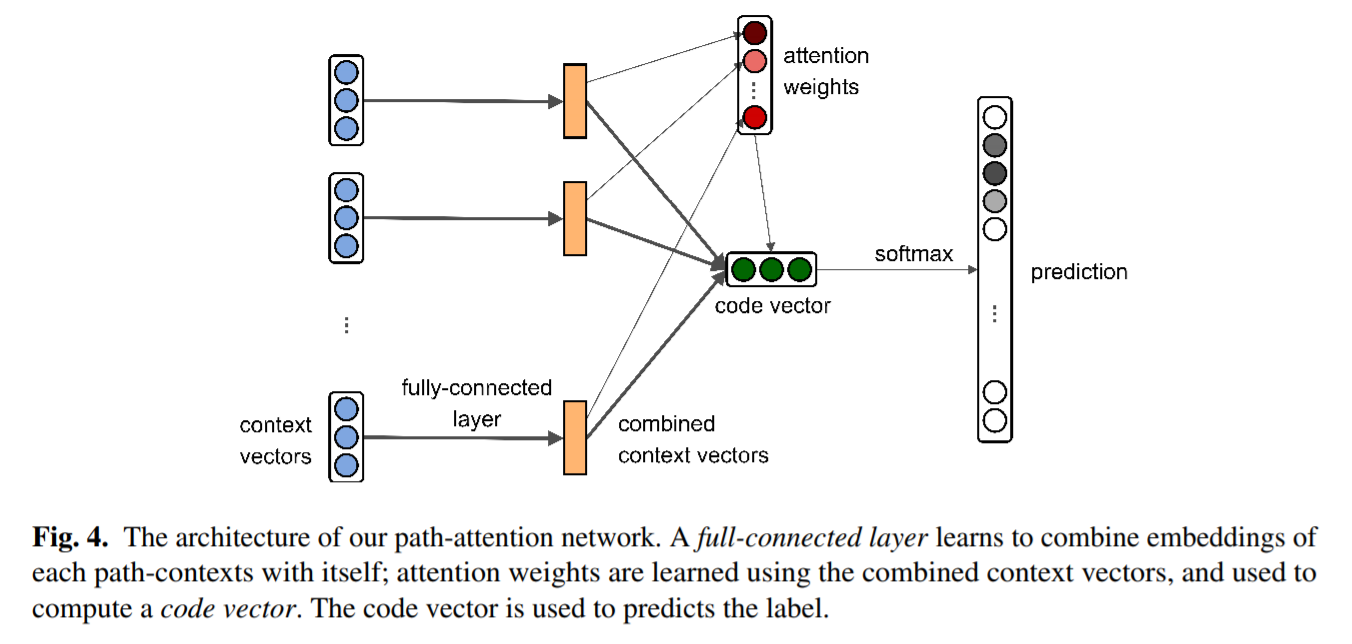 attention
weights
softmax
prediction
code vector
fully-connected
layer
context
vectors
combined
context vectors
Fig. 4. The architecture of our path-attention network. A full-connected layer learns to combine embeddings of
each path-contexts with itself; attention weights are learned using the combined context vectors, and used to
compute a code vector. The code vector is used to predicts the label.